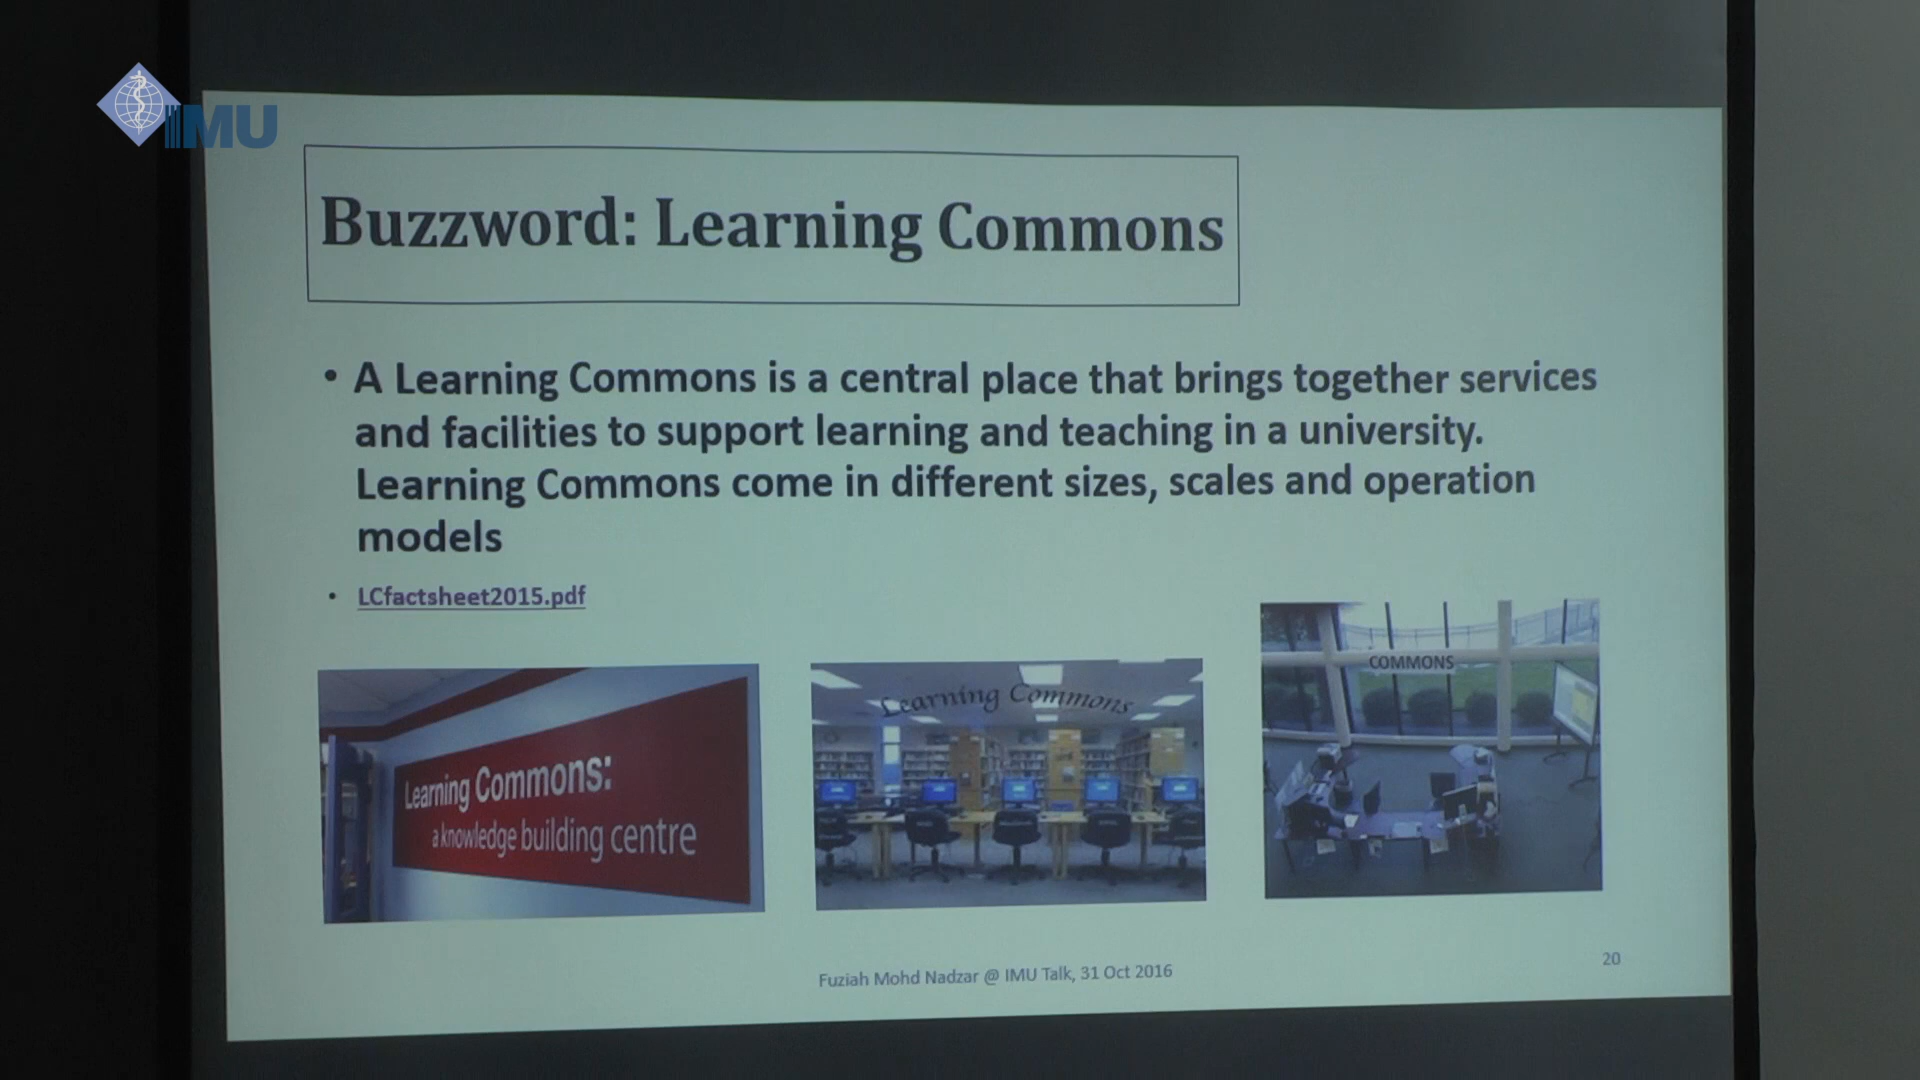 IMU
Buzzword: Learning Commons
• A Learning Commons is a central place that brings together services
and facilities to support learning and teaching in a university.
Learning Commons come in different sizes, scales and operation
models
• LCfactsheet2015.pdf
Learning Commons:
a knowledge building centre
Learning Commons
COMMONS
Fuziah Mohd Nadzar @ IMU Talk, 31 Oct 2016
20